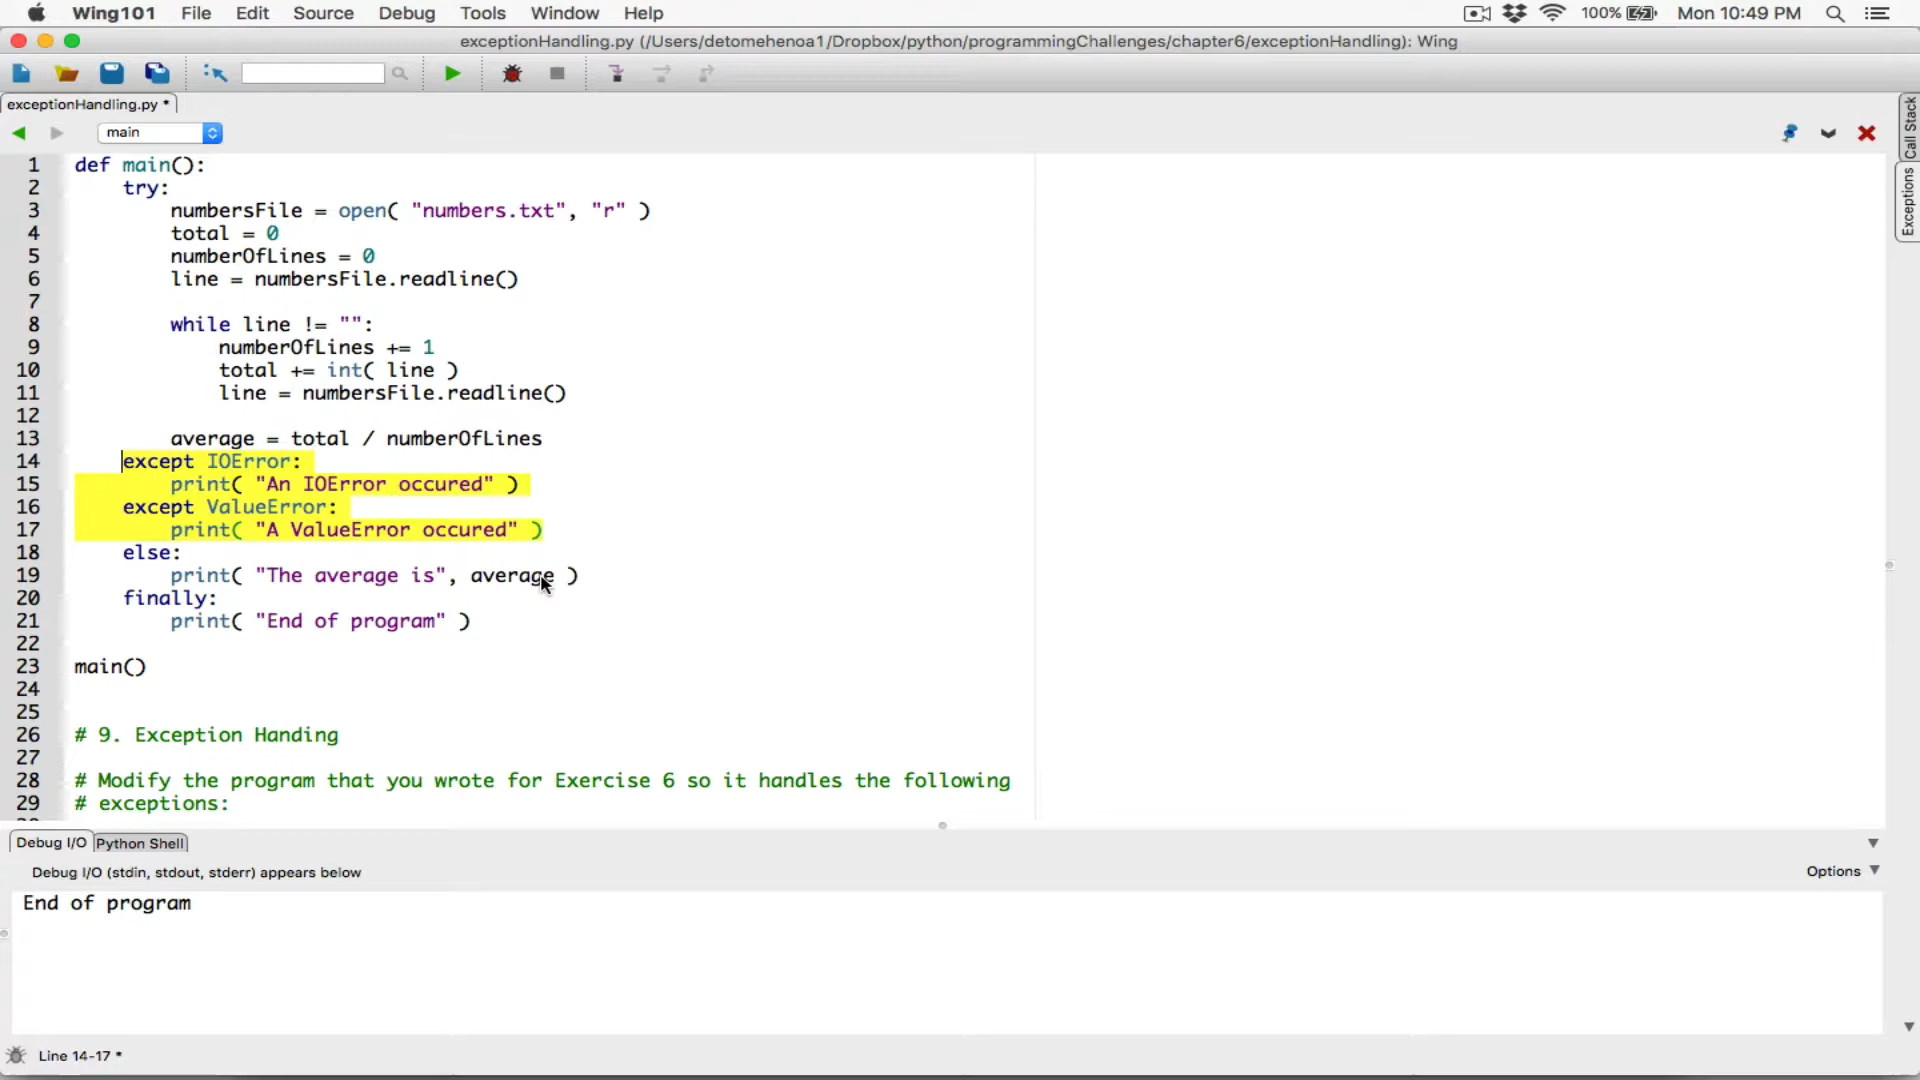 Wing101 File Edit Source Debug Tools Window Help 100% Mon 10:49 PM
exceptionHandling.py (/Users/detomehenoa1/Dropbox/python/programmingChallenges/chapter6/exceptionHandling): Wing
exceptionHandling.py *
main
Call Stack
Exceptions
1 def main():
2 try:
3 numbersFile = open( "numbers.txt", "r" )
4 total = 0
5 numberOfLines = 0
6 line = numbersFile.readline()
7
8 while line != "":
9 numberOfLines += 1
10 total += int( line )
11 line = numbersFile.readline()
12
13 average = total / numberOfLines
14 except IOError:
15 print( "An IOError occured" )
16 except ValueError:
17 print( "A ValueError occured" )
18 else:
19 print( "The average is", average )
20 finally:
21 print( "End of program" )
22
23 main()
24
25
26 # 9. Exception Handing
27
28 # Modify the program that you wrote for Exercise 6 so it handles the following
29 # exceptions:
Debug I/O Python Shell
Debug I/O (stdin, stdout, stderr) appears below Options
End of program
Line 14-17 *